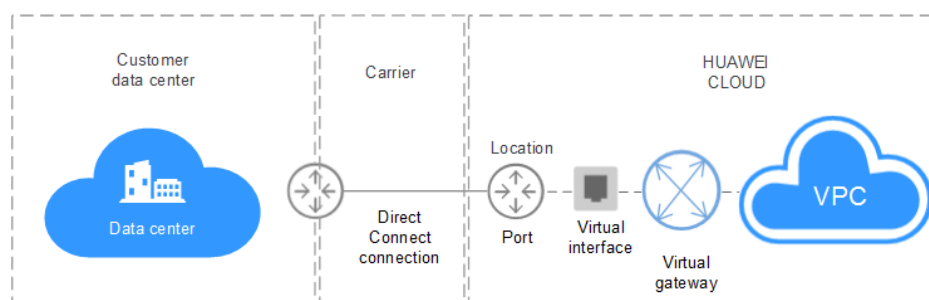 Customer
data center
Carrier
HUAWEI
CLOUD
Location
Data center
VPC
Direct
Connect
connection
Port
Virtual
interface
Virtual
gateway